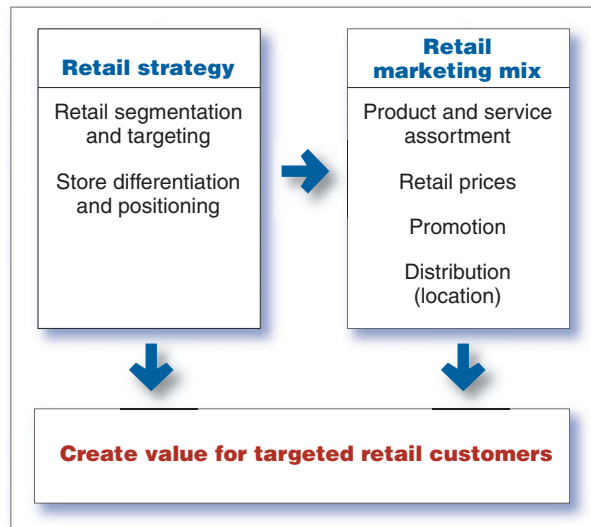 Retail strategy
Retail segmentation
and targeting
Store differentiation
and positioning
Retail
marketing mix
Product and service
assortment
Retail prices
Promotion
Distribution
(location)
Create value for targeted retail customers